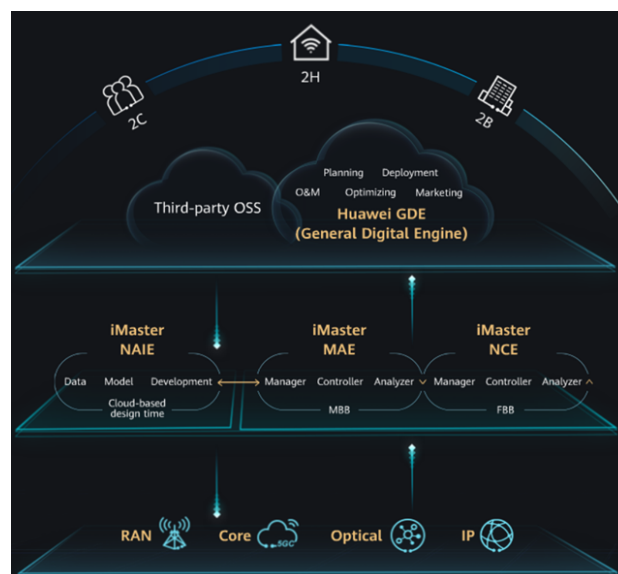 2H
2C
2B
Planning Deployment
O&M Optimizing Marketing
Third-party OSS
Huawei GDE
(General Digital Engine)
iMaster
NAIE
iMaster
MAE
iMaster
NCE
Data Model Development
Manager Controller Analyzer
Manager Controller Analyzer
Cloud-based
design time
MBB
FBB
RAN
Core
5GC
Optical
IP